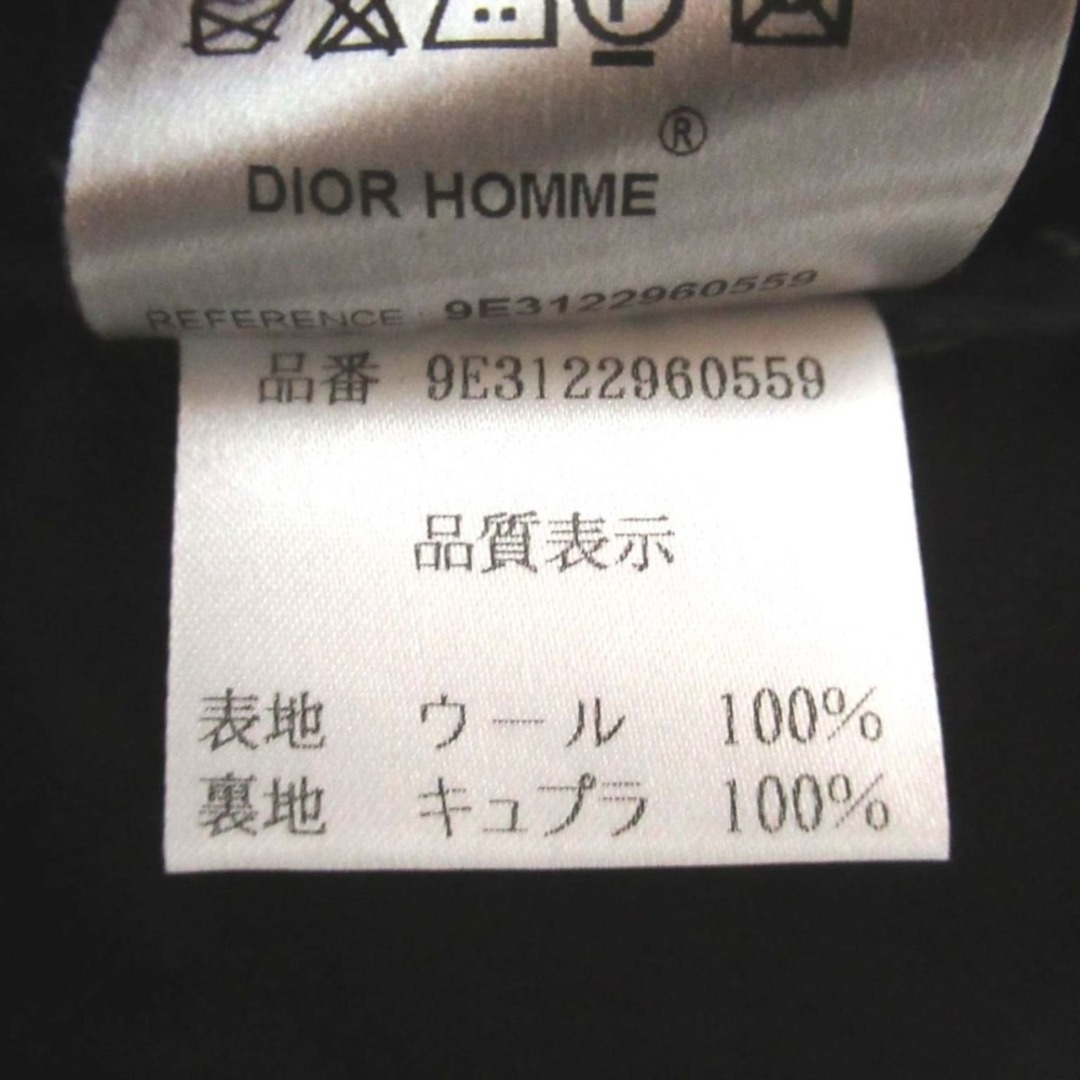 DIOR HOMME®
REFERENCE : 9E3122960559
品番 9E3122960559
品質表示
表地 ウール 100%
裏地 キュプラ 100%